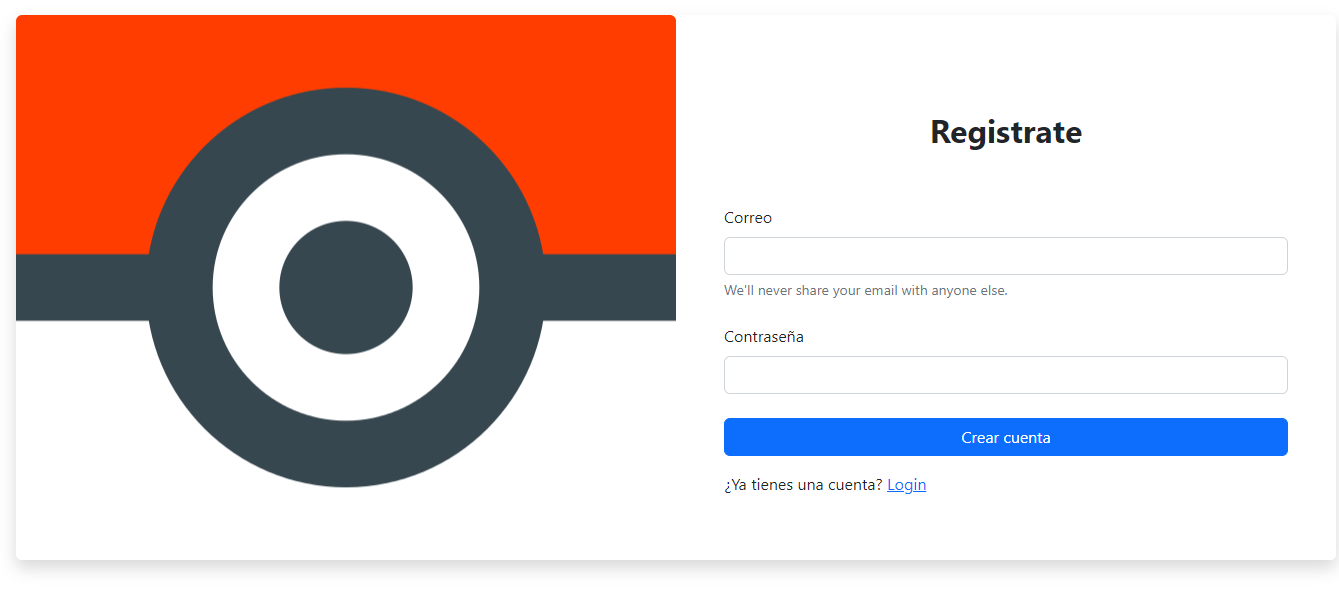 Registrate
Correo
We'll never share your email with anyone else.
Contraseña
Crear cuenta
¿Ya tienes una cuenta? Login